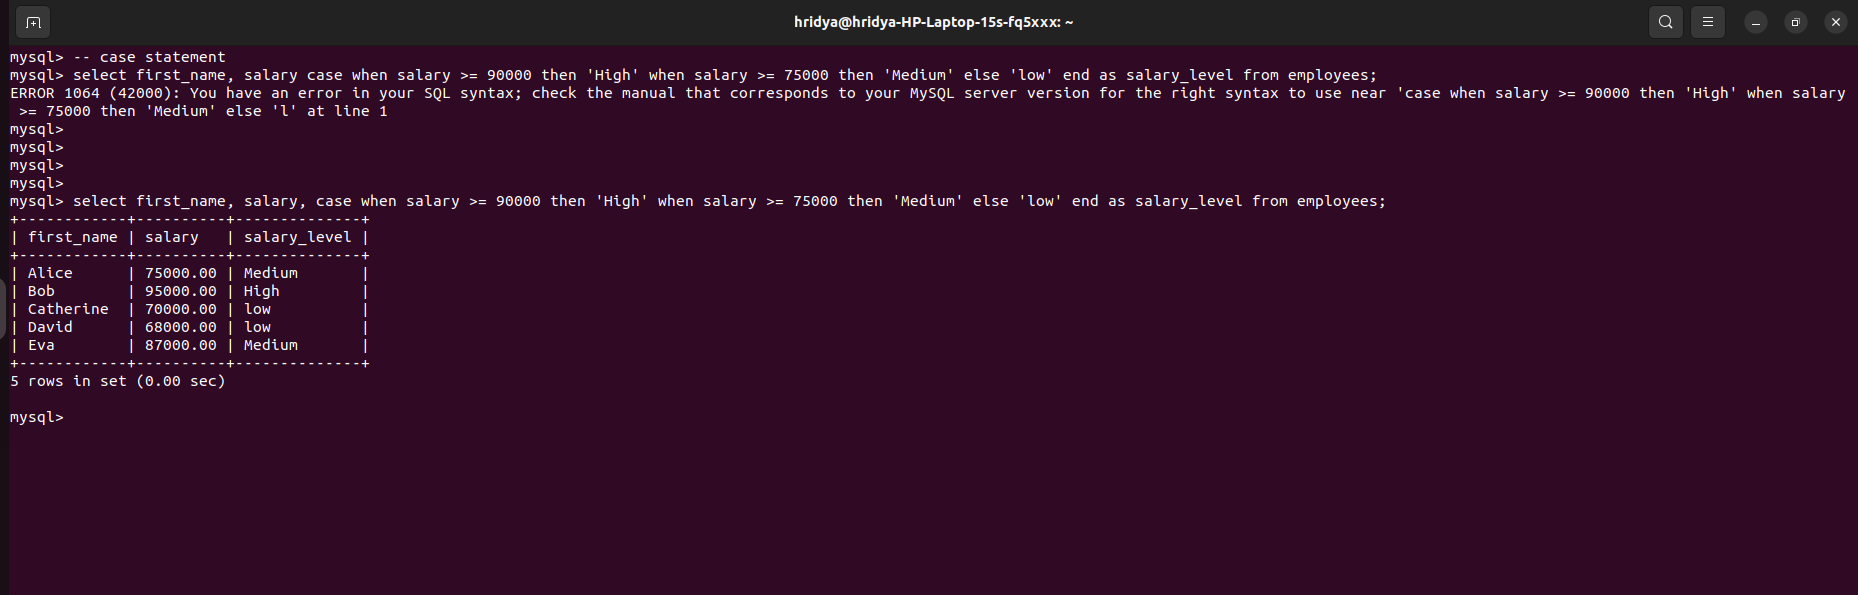 hridya@hridya-HP-Laptop-15s-fq5xxx: ~
mysql> -- case statement
mysql> select first_name, salary case when salary >= 90000 then 'High' when salary >= 75000 then 'Medium' else 'low' end as salary_level from employees;
ERROR 1064 (42000): You have an error in your SQL syntax; check the manual that corresponds to your MySQL server version for the right syntax to use near 'case when salary >= 90000 then 'High' when salary
 >= 75000 then 'Medium' else 'l' at line 1
mysql>
mysql>
mysql>
mysql>
mysql> select first_name, salary, case when salary >= 90000 then 'High' when salary >= 75000 then 'Medium' else 'low' end as salary_level from employees;
+------------+----------+--------------+
| first_name | salary   | salary_level |
+------------+----------+--------------+
| Alice      | 75000.00 | Medium       |
| Bob        | 95000.00 | High         |
| Catherine  | 70000.00 | low          |
| David      | 68000.00 | low          |
| Eva        | 87000.00 | Medium       |
+------------+----------+--------------+
5 rows in set (0.00 sec)

mysql>